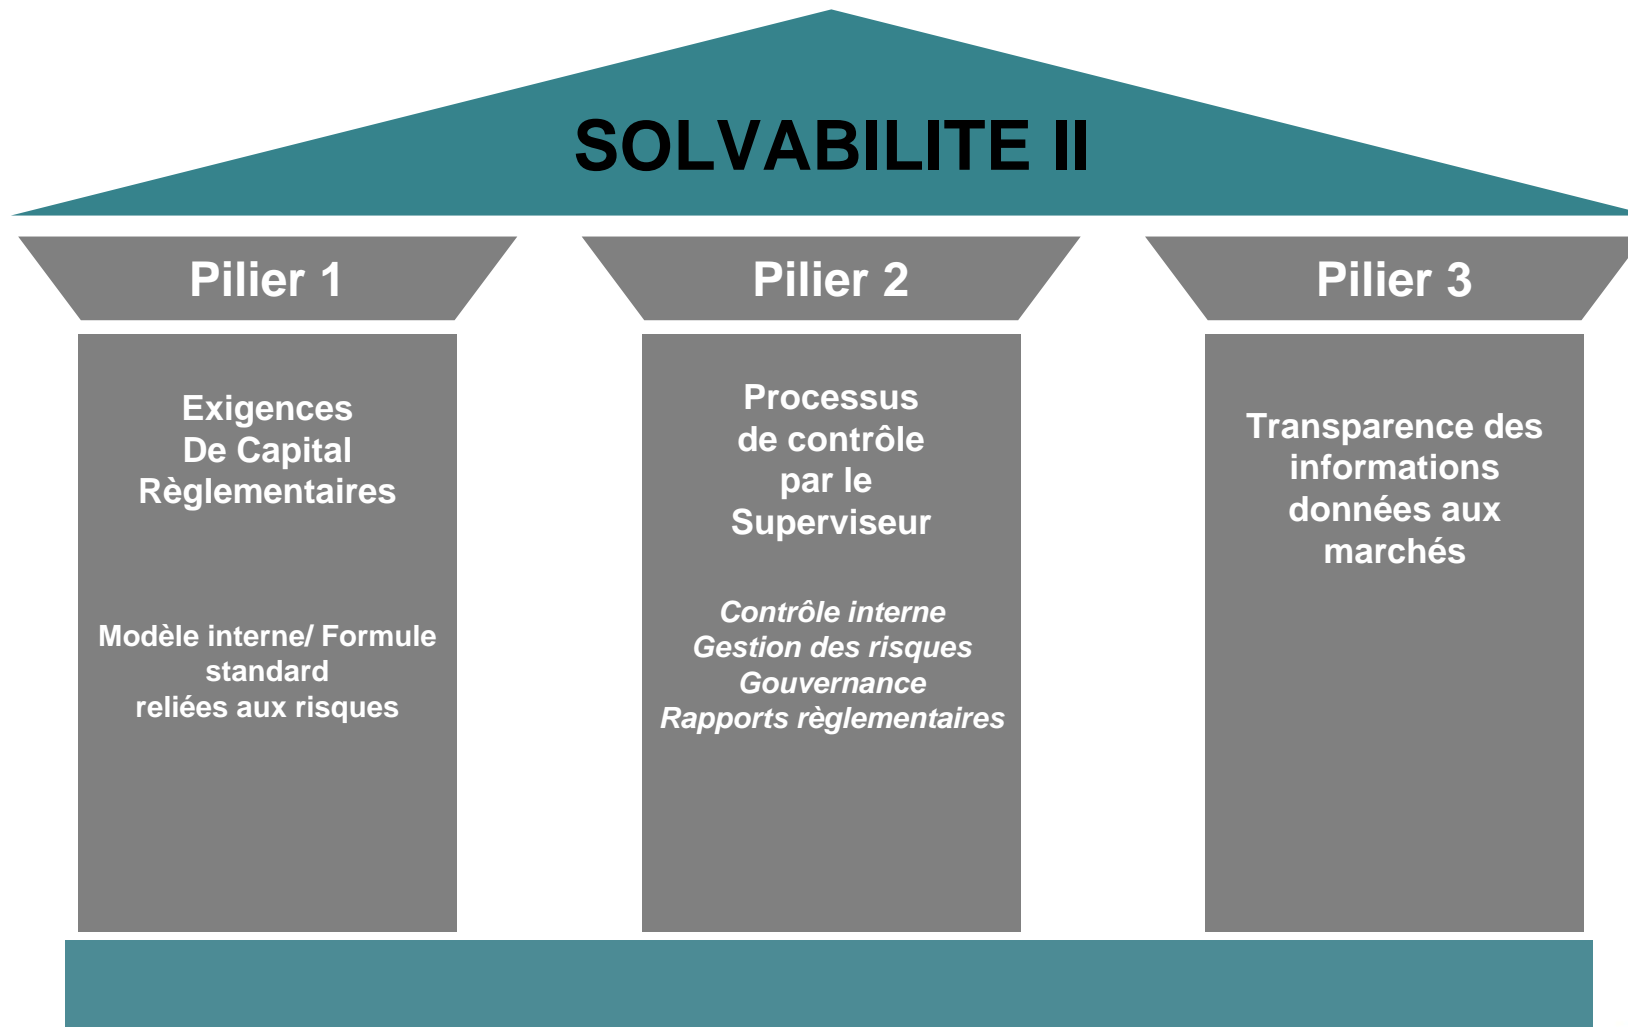 SOLVABILITE II
Pilier 1
Exigences
De Capital
Règlementaires
Modèle interne/ Formule
standard
reliées aux risques
Pilier 2
Processus
de contrôle
par le
Superviseur
Contrôle interne
Gestion des risques
Gouvernance
Rapports règlementaires
Pilier 3
Transparence des
informations
données aux
marchés